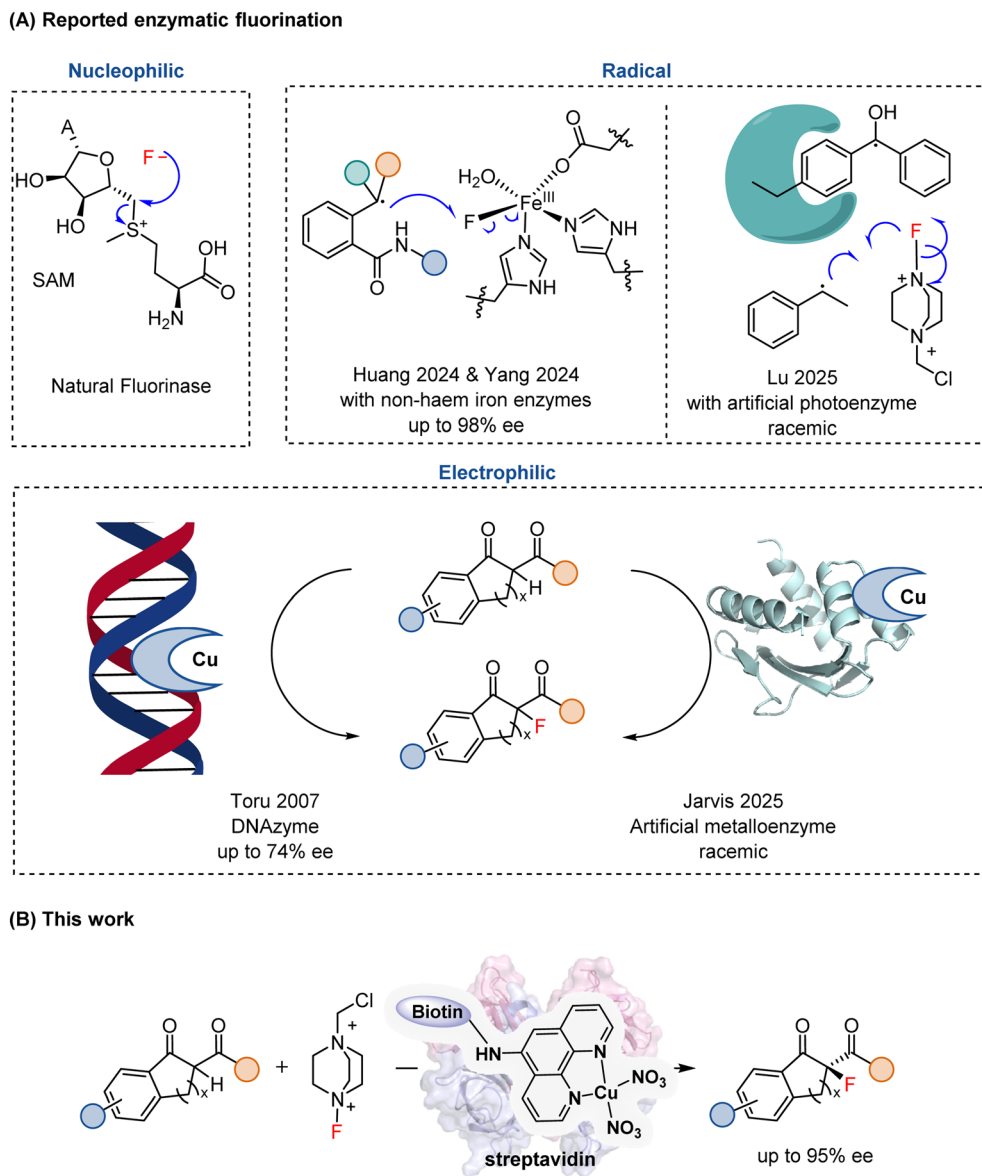 (A) Reported enzymatic fluorination
Nucleophilic
Radical
A
O
F −
HO
HO
S+
OH
O
SAM
H2N
Natural Fluorinase
O
O
H2O
FeIII
F
N
N
NH
NH
H
N
O
Huang 2024 & Yang 2024
with non-haem iron enzymes
up to 98% ee
OH
F
+
N
N
+
Cl
Lu 2025
with artificial photoenzyme
racemic
Electrophilic
Cu
O
O
H
x
O
O
F
x
Cu
Toru 2007
DNAzyme
up to 74% ee
Jarvis 2025
Artificial metalloenzyme
racemic
(B) This work
O
O
H
x
+
Cl
N
+
N
+
F
Biotin
HN
N
N
Cu
NO3
NO3
streptavidin
O
O
F
x
up to 95% ee